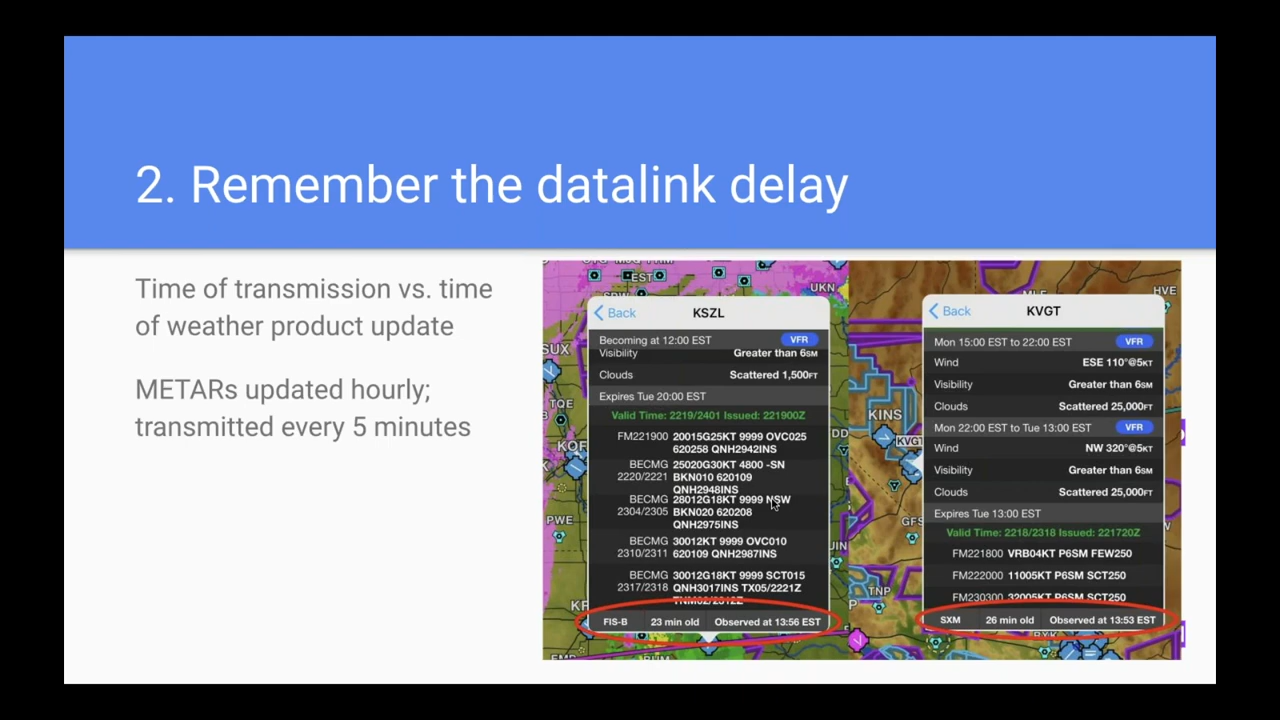 2. Remember the datalink delay
Time of transmission vs. time
of weather product update
METARs updated hourly;
transmitted every 5 minutes
EST
UKN
SUX
TQE
KOF
PWE
TNP
Back KSZL
Becoming at 12:00 EST VFR
Visibility Greater than 6SM
Clouds Scattered 1,500FT
Expires Tue 20:00 EST
Valid Time: 2219/2401 Issued: 221900Z
FM221900 20015G25KT 9999 OVC025
620258 QNH2942INS
BECMG 25020G30KT 4800 -SN
2220/2221 BKN010 620109
QNH2948INS
BECMG 28012G18KT 9999 NSW
2304/2305 BKN020 620208
QNH2975INS
BECMG 30012KT 9999 OVC010
2310/2311 620109 QNH2987INS
BECMG 30012G18KT 9999 SCT015
2317/2318 QNH3017INS TX05/2221Z
FIS-B 23 min old Observed at 13:56 EST
HVE
KINS
KVGT
GFS
Back KVGT
Mon 15:00 EST to 22:00 EST VFR
Wind ESE 110°@5KT
Visibility Greater than 6SM
Clouds Scattered 25,000FT
Mon 22:00 EST to Tue 13:00 EST VFR
Wind NW 320°@5KT
Visibility Greater than 6SM
Clouds Scattered 25,000FT
Expires Tue 13:00 EST
Valid Time: 2218/2318 Issued: 221720Z
FM221800 VRB04KT P6SM FEW250
FM222000 11005KT P6SM SCT250
FM230300 32005KT P6SM SCT250
SXM 26 min old Observed at 13:53 EST